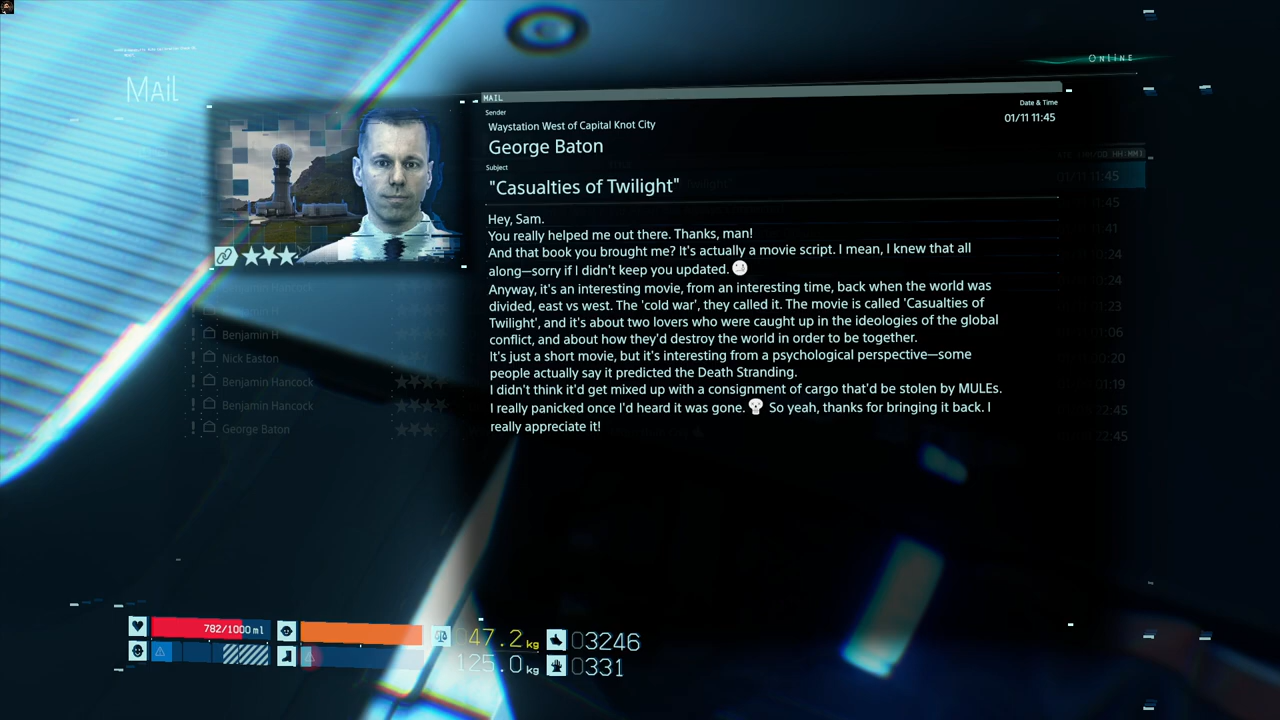 Mail
Online
MAIL
Sender
Date & Time
Waystation West of Capital Knot City
01/11 11:45
George Baton
Subject
"Casualties of Twilight"
Hey, Sam.
You really helped me out there. Thanks, man!
And that book you brought me? It's actually a movie script. I mean, I knew that all
along—sorry if I didn't keep you updated.
Anyway, it's an interesting movie, from an interesting time, back when the world was
divided, east vs west. The 'cold war', they called it. The movie is called 'Casualties of
Twilight', and it's about two lovers who were caught up in the ideologies of the global
conflict, and about how they'd destroy the world in order to be together.
It's just a short movie, but it's interesting from a psychological perspective—some
people actually say it predicted the Death Stranding.
I didn't think it'd get mixed up with a consignment of cargo that'd be stolen by MULEs.
I really panicked once I'd heard it was gone. So yeah, thanks for bringing it back. I
really appreciate it!
Benjamin H
Nick Easton
Benjamin Hancock
Benjamin Hancock
George Baton
11:45
22:45
22:45
782/1000 ml
047.2 kg
125.0 kg
03246
0331